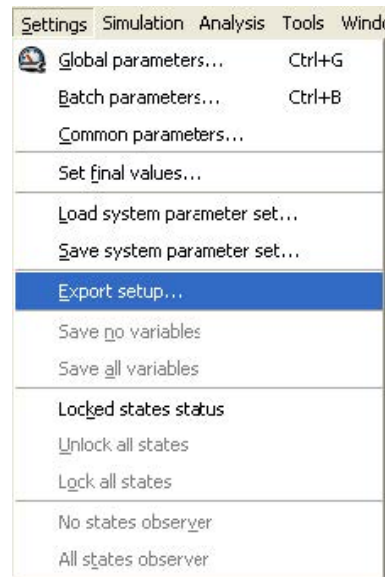 Settings Simulation Analysis Tools
Global parameters... Ctrl+G
Batch parameters... Ctrl+B
Common parameters...
Set final values...
Load system parameter set...
Save system parameter set...
Export setup...
Save no variables
Save all variables
Locked states status
Unlock all states
Lock all states
No states observer
All states observer